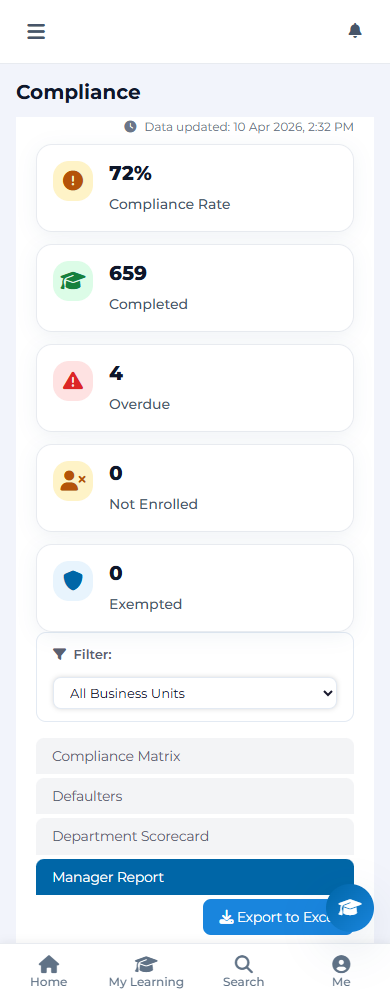 Compliance
Data updated: 10 Apr 2026, 2:32 PM
72%
Compliance Rate
659
Completed
4
Overdue
0
Not Enrolled
0
Exempted
Filter:
All Business Units
Compliance Matrix
Defaulters
Department Scorecard
Manager Report
Export to
Home
My Learning
Search
Me